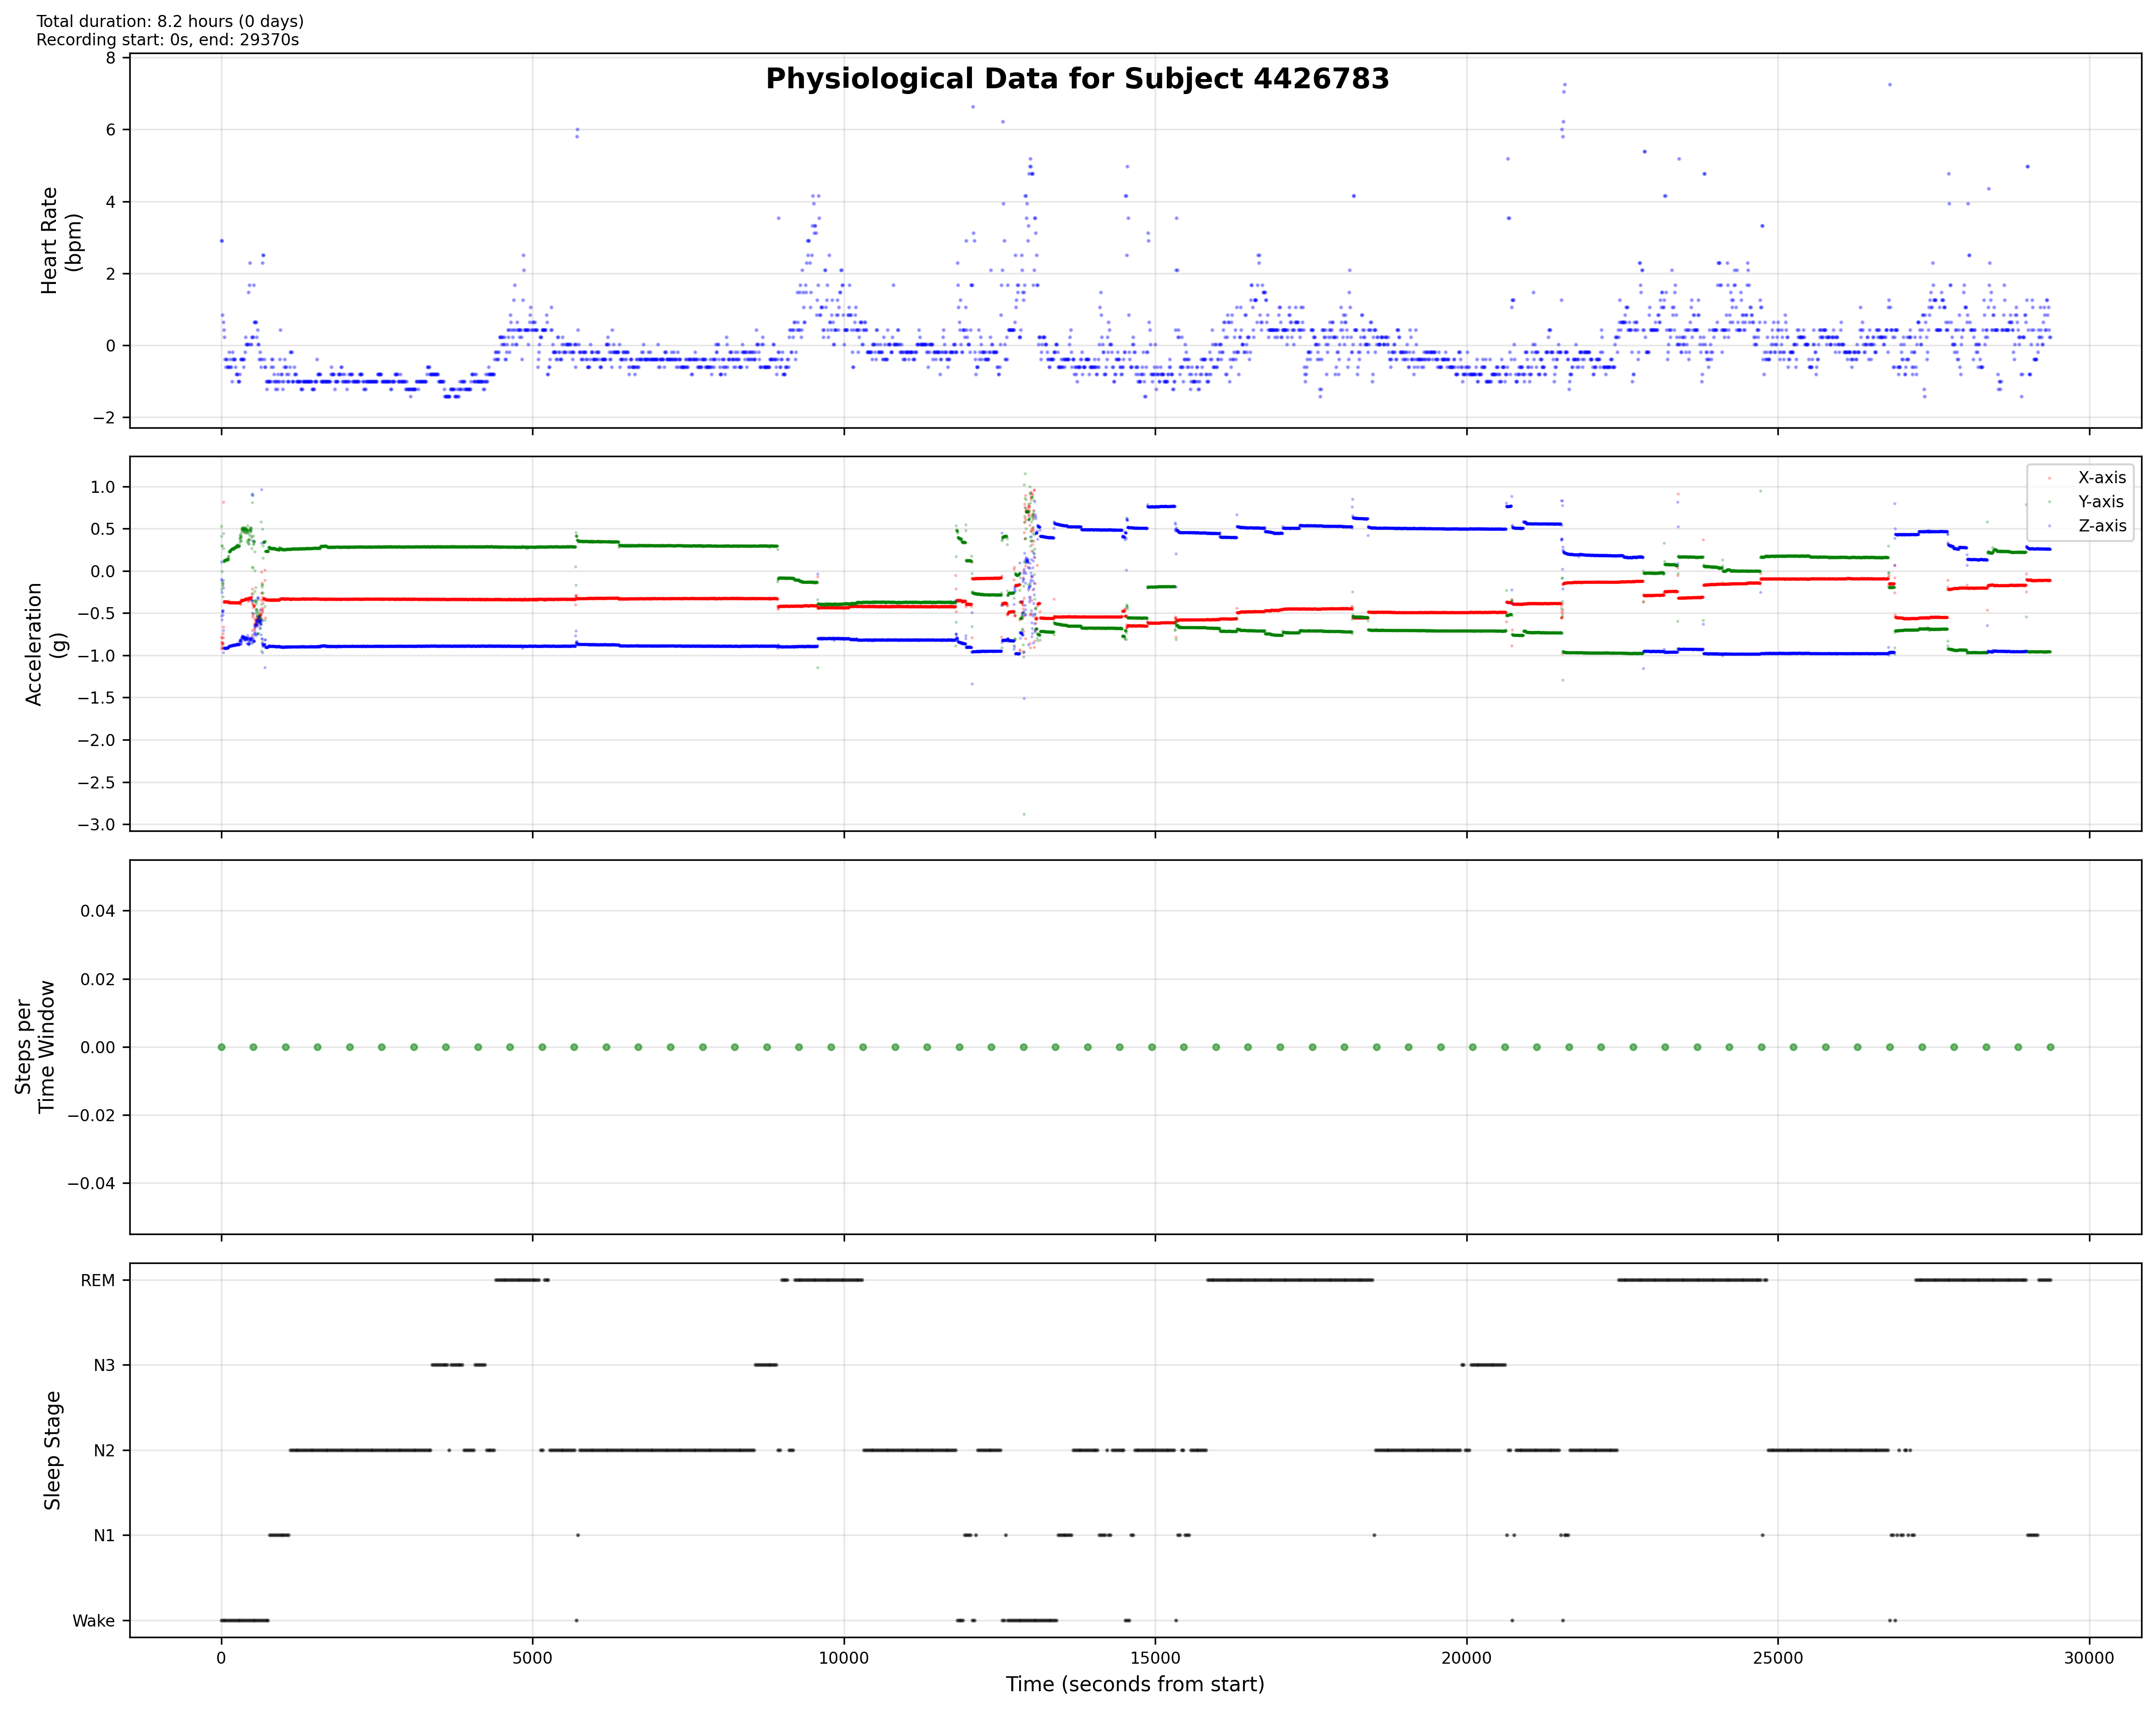 Total duration: 8.2 hours (0 days)
Recording start: 0s, end: 29370s
Physiological Data for Subject 4426783
8
6
4
2
0
−2
Heart Rate
(bpm)
1.0
0.5
0.0
−0.5
−1.0
−1.5
−2.0
−2.5
−3.0
Acceleration
(g)
X-axis
Y-axis
Z-axis
0.04
0.02
0.00
−0.02
−0.04
Steps per
Time Window
REM
N3
N2
N1
Wake
Sleep Stage
0 5000 10000 15000 20000 25000 30000
Time (seconds from start)